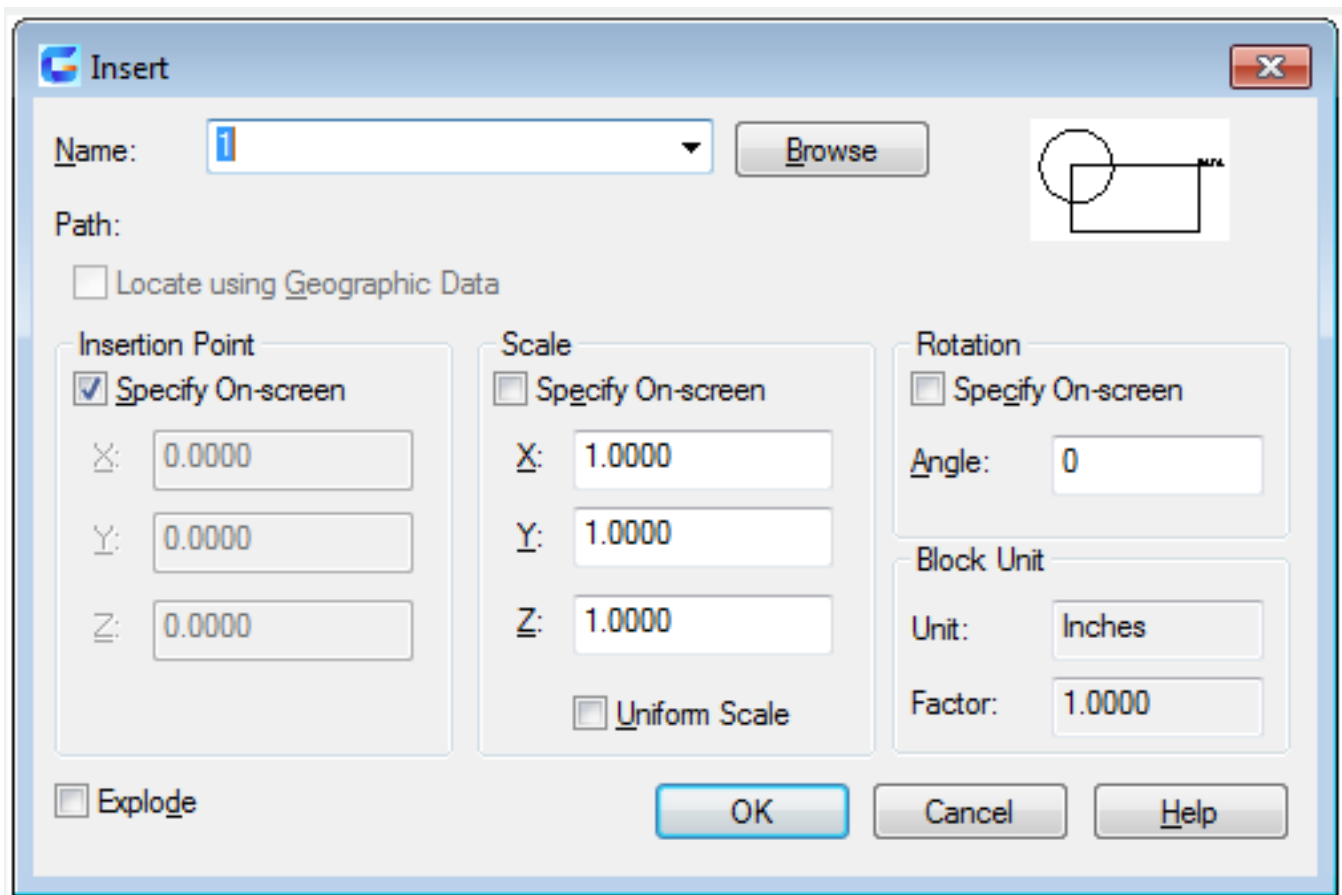 Insert
Name: 1 Browse
Path:
Locate using Geographic Data
Insertion Point
Specify On-screen
X: 0.0000
Y: 0.0000
Z: 0.0000
Scale
Specify On-screen
X: 1.0000
Y: 1.0000
Z: 1.0000
Uniform Scale
Rotation
Specify On-screen
Angle: 0
Block Unit
Unit: Inches
Factor: 1.0000
Explode
OK Cancel Help